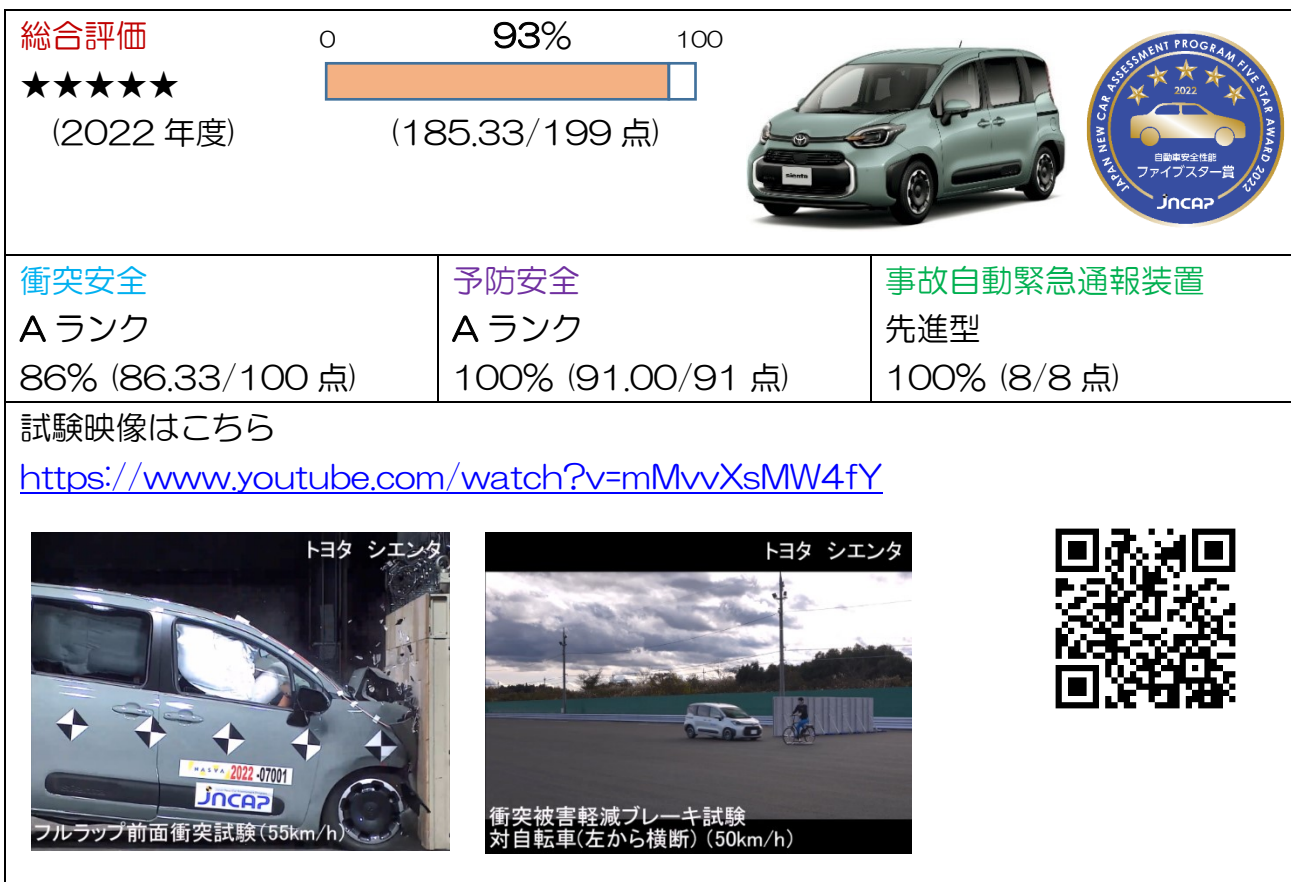 総合評価
0 93% 100
★★★★★
(2022 年度)
(185.33/199 点)
sienta
JAPAN NEW CAR ASSESSMENT PROGRAM FIVE STAR AWARD 2022
2022
自動車安全性能
ファイブスター賞
JNCAP
衝突安全
A ランク
86% (86.33/100 点)
予防安全
A ランク
100% (91.00/91 点)
事故自動緊急通報装置
先進型
100% (8/8 点)
試験映像はこちら
https://www.youtube.com/watch?v=mMvvXsMW4fY
トヨタ シエンタ
NASVA 2022-07001
JNCAP
フルラップ前面衝突試験(55km/h)
トヨタ シエンタ
衝突被害軽減ブレーキ試験
対自転車(左から横断) (50km/h)